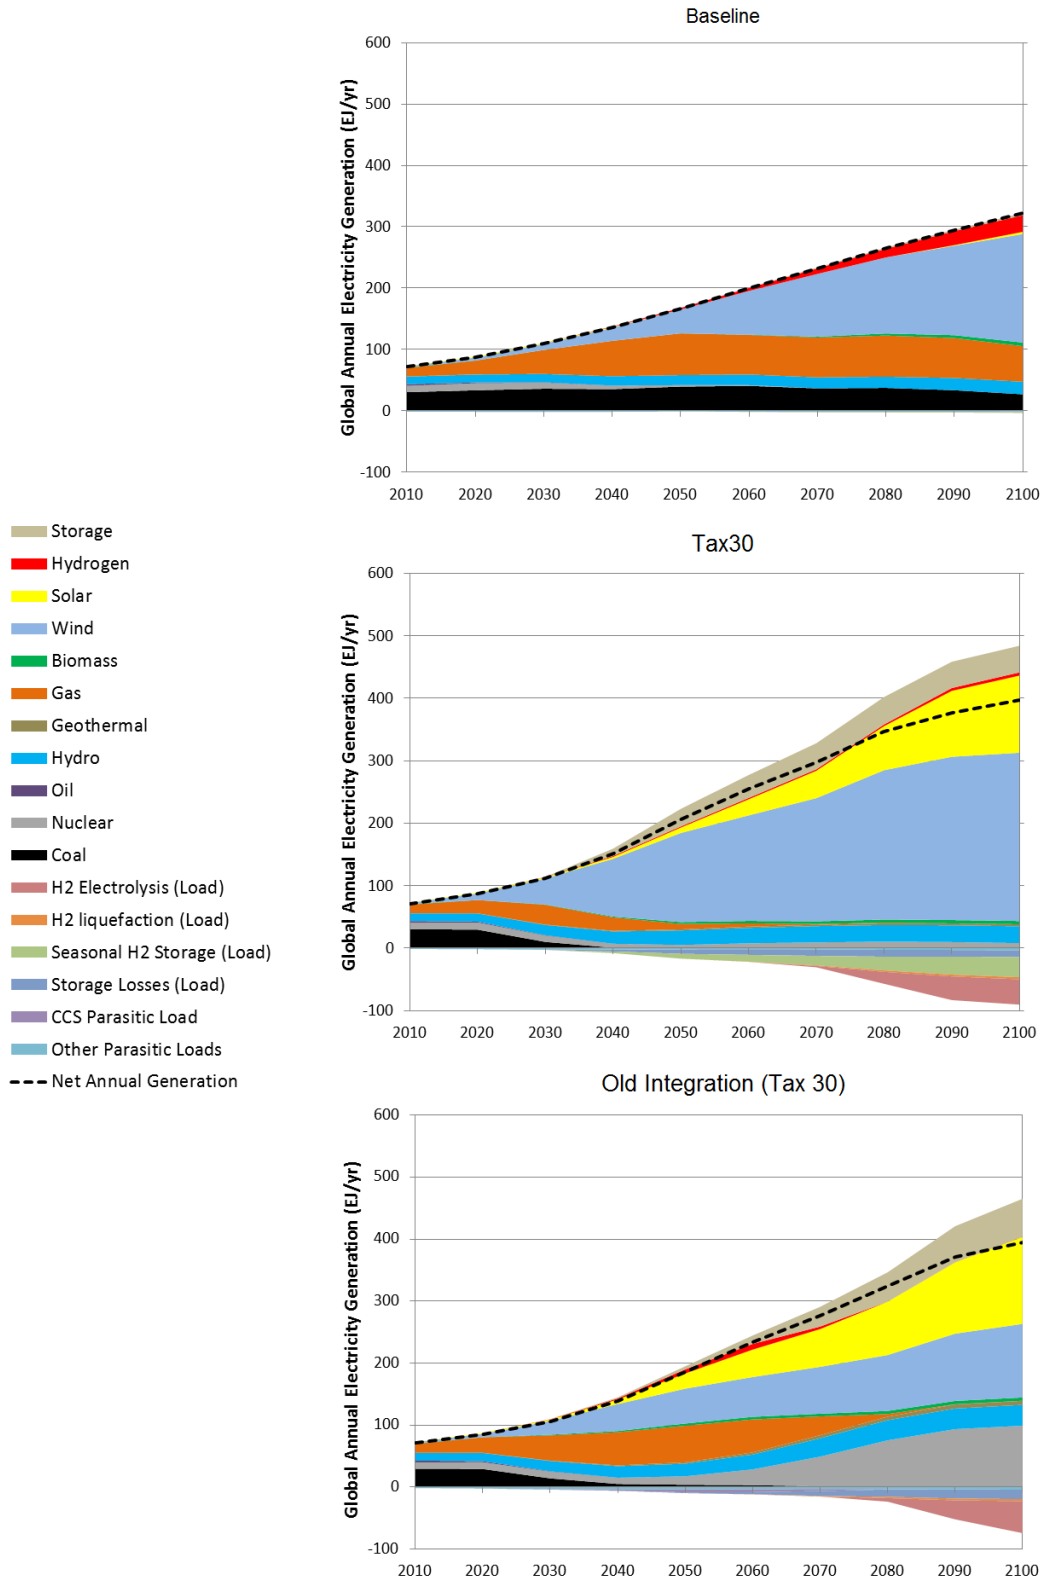 Baseline
Global Annual Electricity Generation (EJ/yr)
600
500
400
300
200
100
0
-100
2010 2020 2030 2040 2050 2060 2070 2080 2090 2100
Storage
Hydrogen
Solar
Wind
Biomass
Gas
Geothermal
Hydro
Oil
Nuclear
Coal
H2 Electrolysis (Load)
H2 liquefaction (Load)
Seasonal H2 Storage (Load)
Storage Losses (Load)
CCS Parasitic Load
Other Parasitic Loads
Net Annual Generation
Tax30
Global Annual Electricity Generation (EJ/yr)
600
500
400
300
200
100
0
-100
2010 2020 2030 2040 2050 2060 2070 2080 2090 2100
Old Integration (Tax 30)
Global Annual Electricity Generation (EJ/yr)
600
500
400
300
200
100
0
-100
2010 2020 2030 2040 2050 2060 2070 2080 2090 2100